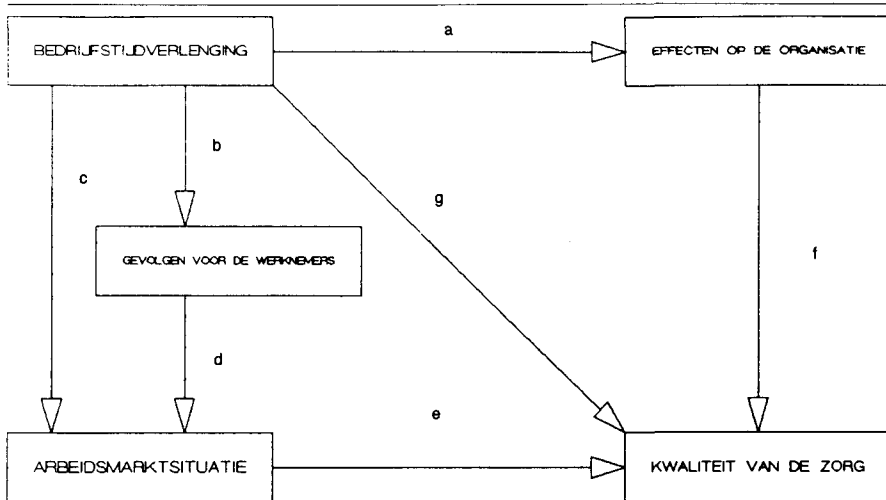 a
BEDRIJFSTIJDVERLENGING
EFFECTEN OP DE ORGANISATIE
b
c
g
GEVOLGEN VOOR DE WERKNEMERS
f
d
e
ARBEIDSMARKTSITUATIE
KWALITEIT VAN DE ZORG